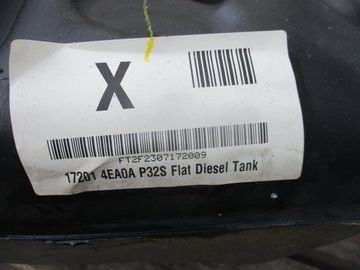 X
FT2F2307172009
17201 4EA0A P32S Flat Diesel Tank